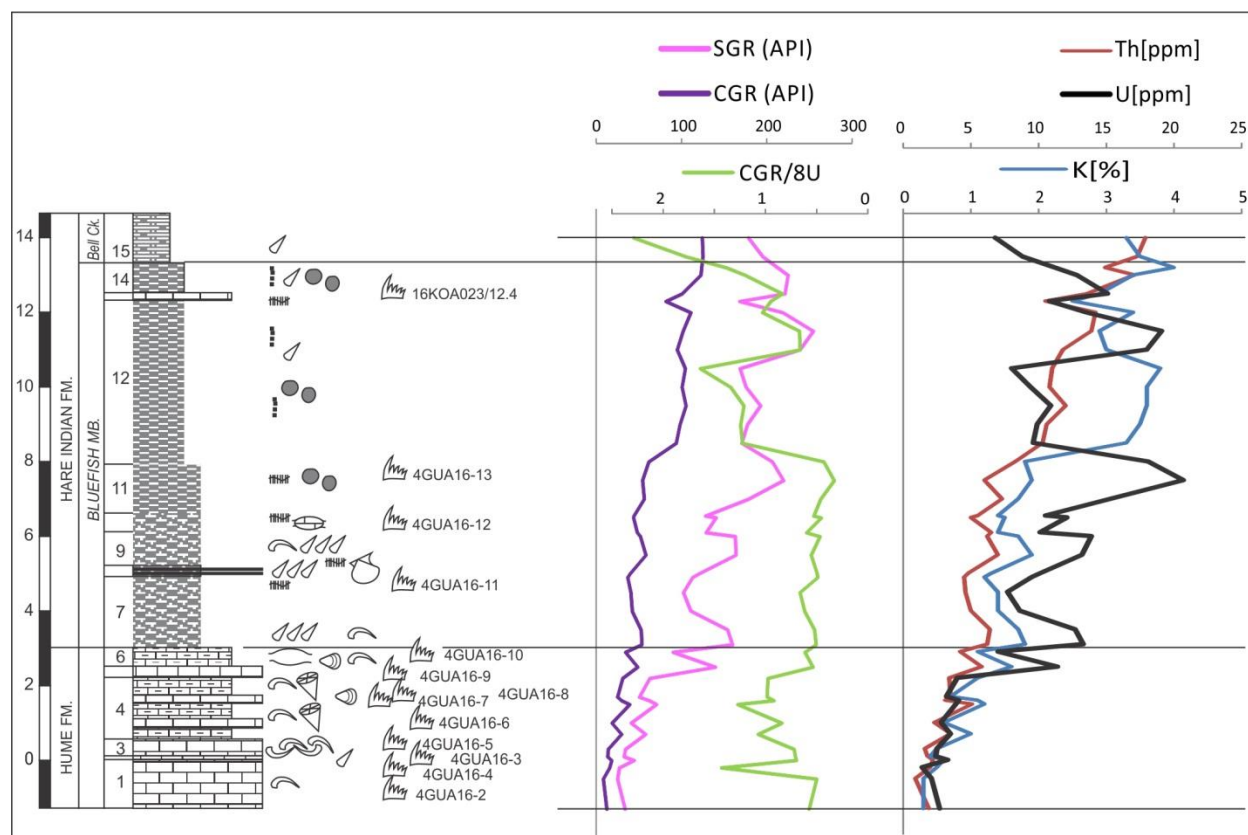 SGR (API)
Th[ppm]
CGR (API)
U[ppm]
0 100 200 300
0 5 10 15 20 25
CGR/8U
K[%]
2 1 0
0 1 2 3 4 5
14
12
10
8
6
4
2
0
HARE INDIAN FM.
HUME FM.
Bell Ck.
BLUEFISH MB.
15
14
12
11
9
7
6
4
3
1
16KOA023/12.4
4GUA16-13
4GUA16-12
4GUA16-11
4GUA16-10
4GUA16-9
4GUA16-8
4GUA16-7
4GUA16-6
4GUA16-5
4GUA16-3
4GUA16-4
4GUA16-2